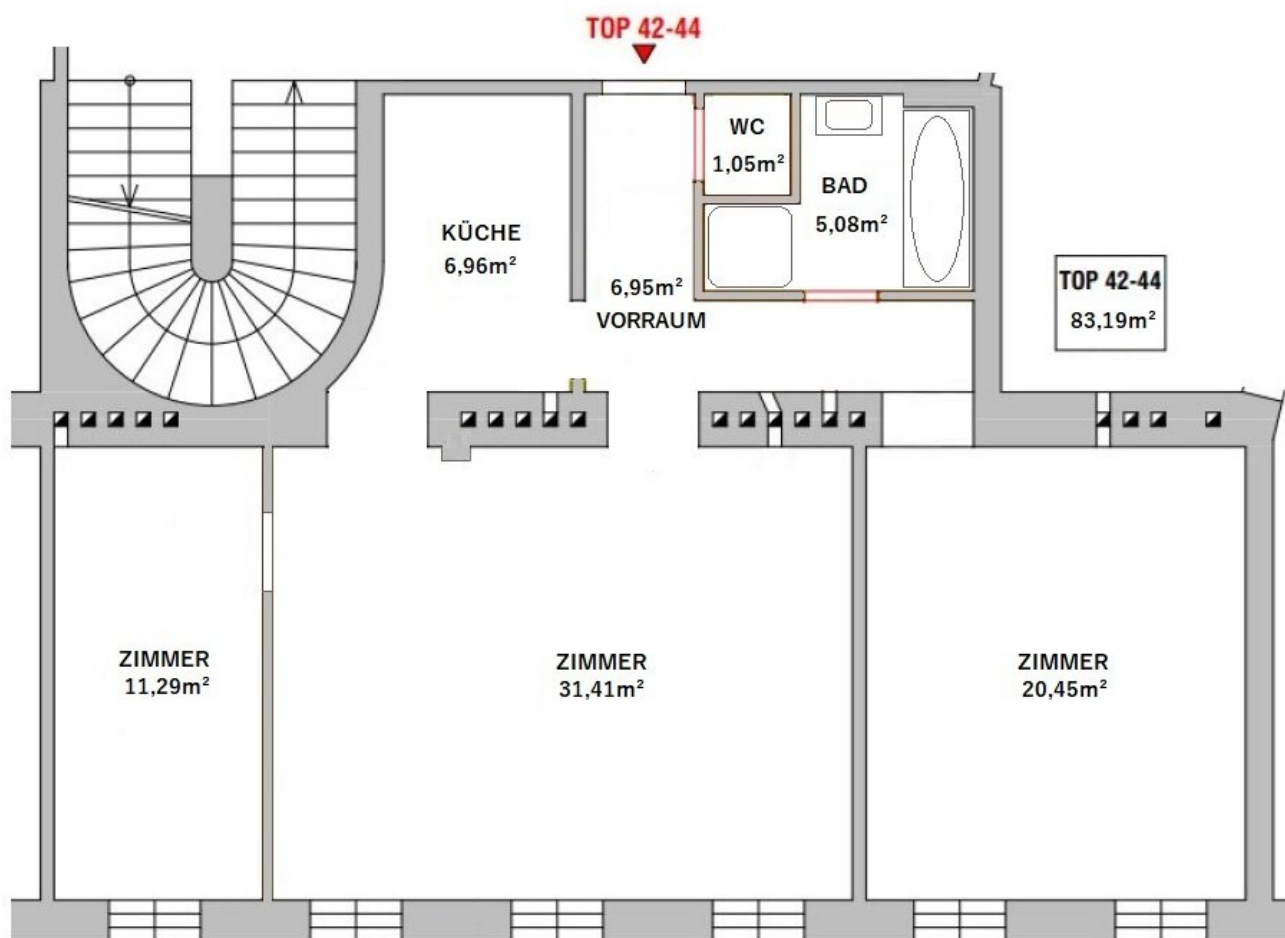 TOP 42-44
WC
1,05m²
BAD
5,08m²
KÜCHE
6,96m²
6,95m²
VORRAUM
TOP 42-44
83,19m²
ZIMMER
11,29m²
ZIMMER
31,41m²
ZIMMER
20,45m²